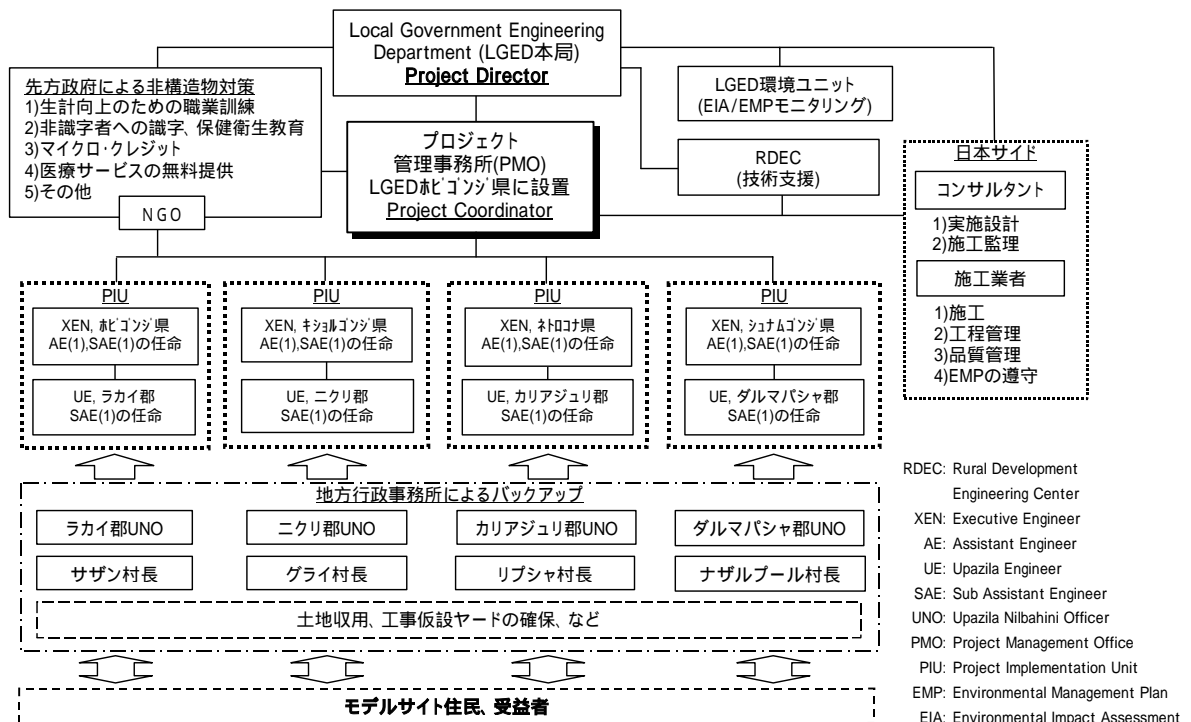 Local Government Engineering
Department (LGED本局)
Project Director
先方政府による非構造物対策
1)生計向上のための職業訓練
2)非識字者への識字、保健衛生教育
3)マイクロ・クレジット
4)医療サービスの無料提供
5)その他
NGO
LGED環境ユニット
(EIA/EMPモニタリング)
プロジェクト
管理事務所(PMO)
LGEDﾎﾋﾞｺﾞﾝｼﾞ県に設置
Project Coordinator
RDEC
(技術支援)
日本サイド
コンサルタント
1)実施設計
2)施工監理
施工業者
1)施工
2)工程管理
3)品質管理
4)EMPの遵守
PIU
XEN, ﾎﾋﾞｺﾞﾝｼﾞ県
AE(1),SAE(1)の任命
UE, ラカイ郡
SAE(1)の任命
PIU
XEN, ｷｼｮﾙｺﾞﾝｼﾞ県
AE(1),SAE(1)の任命
UE, ニクリ郡
SAE(1)の任命
PIU
XEN, ﾈﾄﾛｺﾅ県
AE(1),SAE(1)の任命
UE, カリアジュリ郡
SAE(1)の任命
PIU
XEN, ｼｭﾅﾑｺﾞﾝｼﾞ県
AE(1),SAE(1)の任命
UE, ダルマパシャ郡
SAE(1)の任命
地方行政事務所によるバックアップ
ラカイ郡UNO
ニクリ郡UNO
カリアジュリ郡UNO
ダルマパシャ郡UNO
サザン村長
グライ村長
リプシャ村長
ナザルプール村長
土地収用、工事仮設ヤードの確保、など
モデルサイト住民、受益者
RDEC: Rural Development
Engineering Center
XEN: Executive Engineer
AE: Assistant Engineer
UE: Upazila Engineer
SAE: Sub Assistant Engineer
UNO: Upazila Nilbahini Officer
PMO: Project Management Office
PIU: Project Implementation Unit
EMP: Environmental Management Plan
EIA: Environmental Impact Assessment